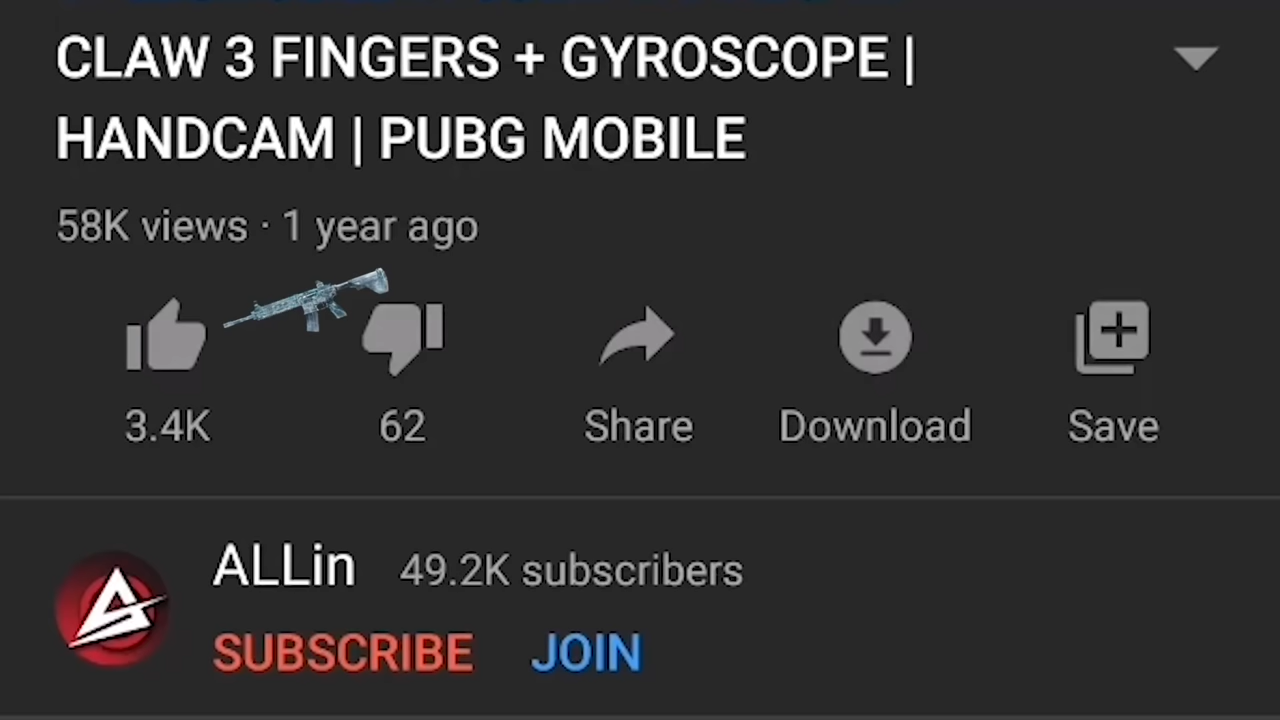 CLAW 3 FINGERS + GYROSCOPE |
HANDCAM | PUBG MOBILE
58K views · 1 year ago
3.4K 62 Share Download Save
ALLin 49.2K subscribers
SUBSCRIBE JOIN